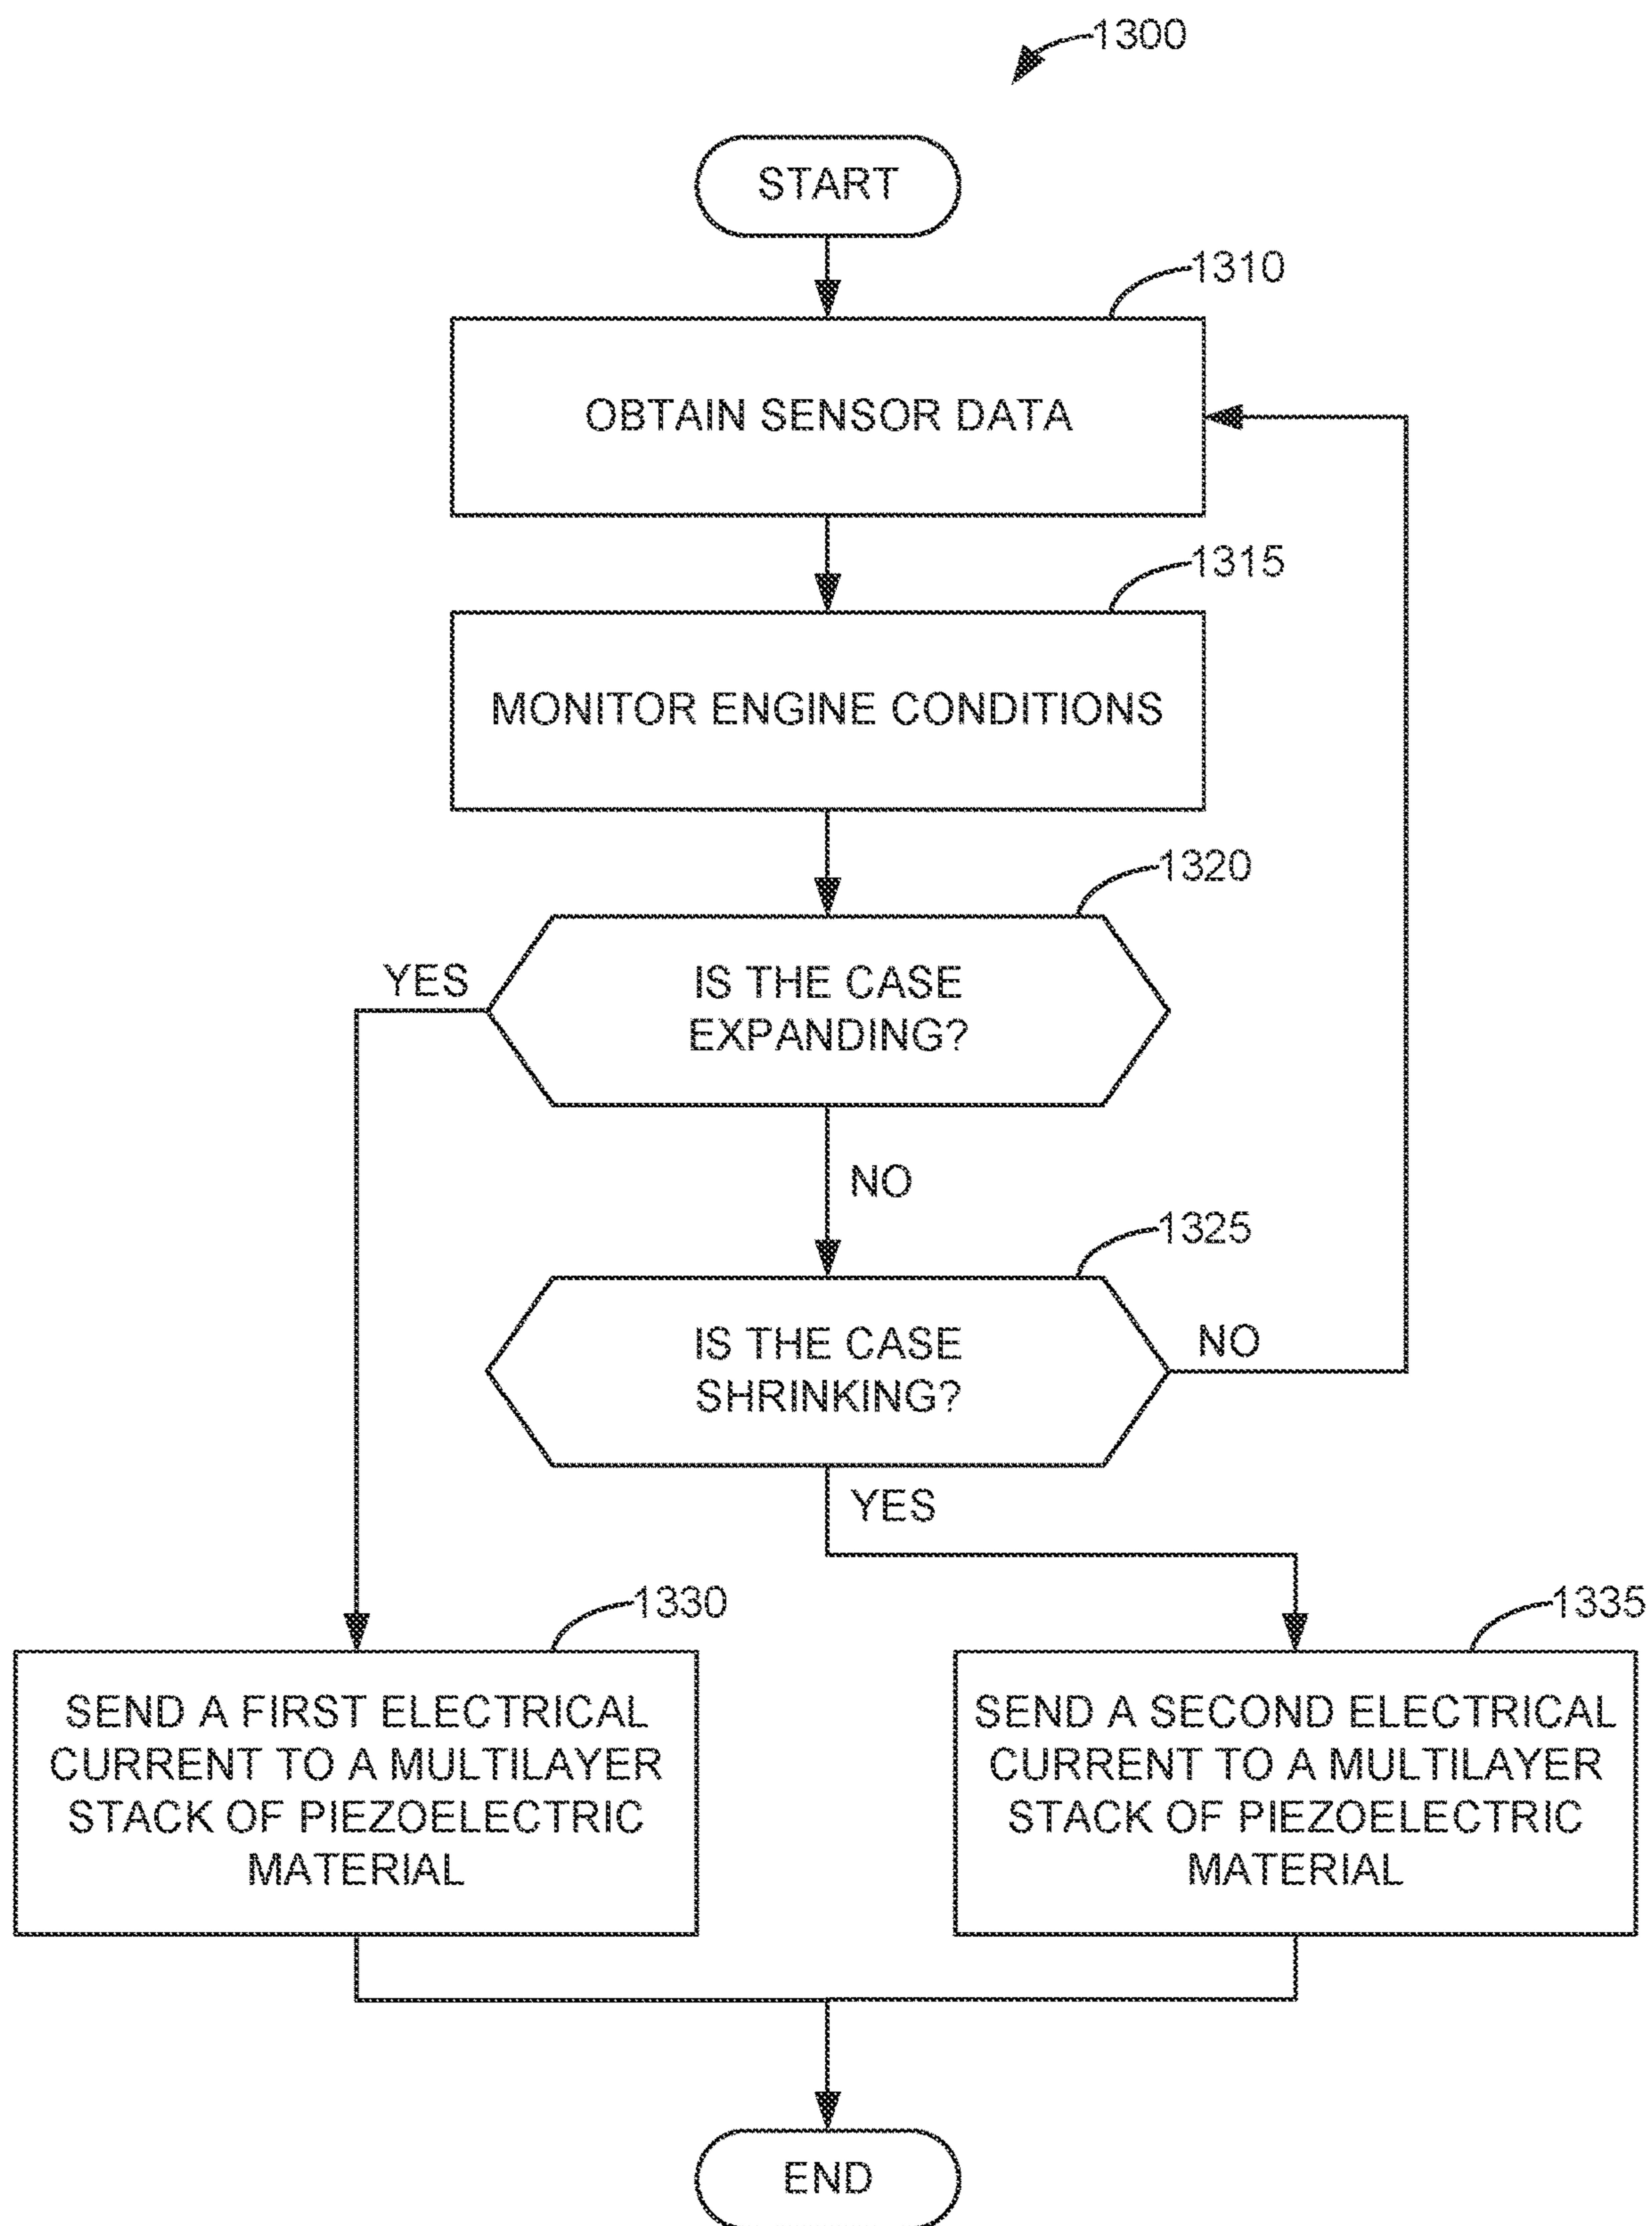 1300
START
1310
OBTAIN SENSOR DATA
1315
MONITOR ENGINE CONDITIONS
1320
YES
IS THE CASE
EXPANDING?
NO
1325
IS THE CASE
SHRINKING?
NO
YES
1330
1335
SEND A FIRST ELECTRICAL
CURRENT TO A MULTILAYER
STACK OF PIEZOELECTRIC
MATERIAL
SEND A SECOND ELECTRICAL
CURRENT TO A MULTILAYER
STACK OF PIEZOELECTRIC
MATERIAL
END